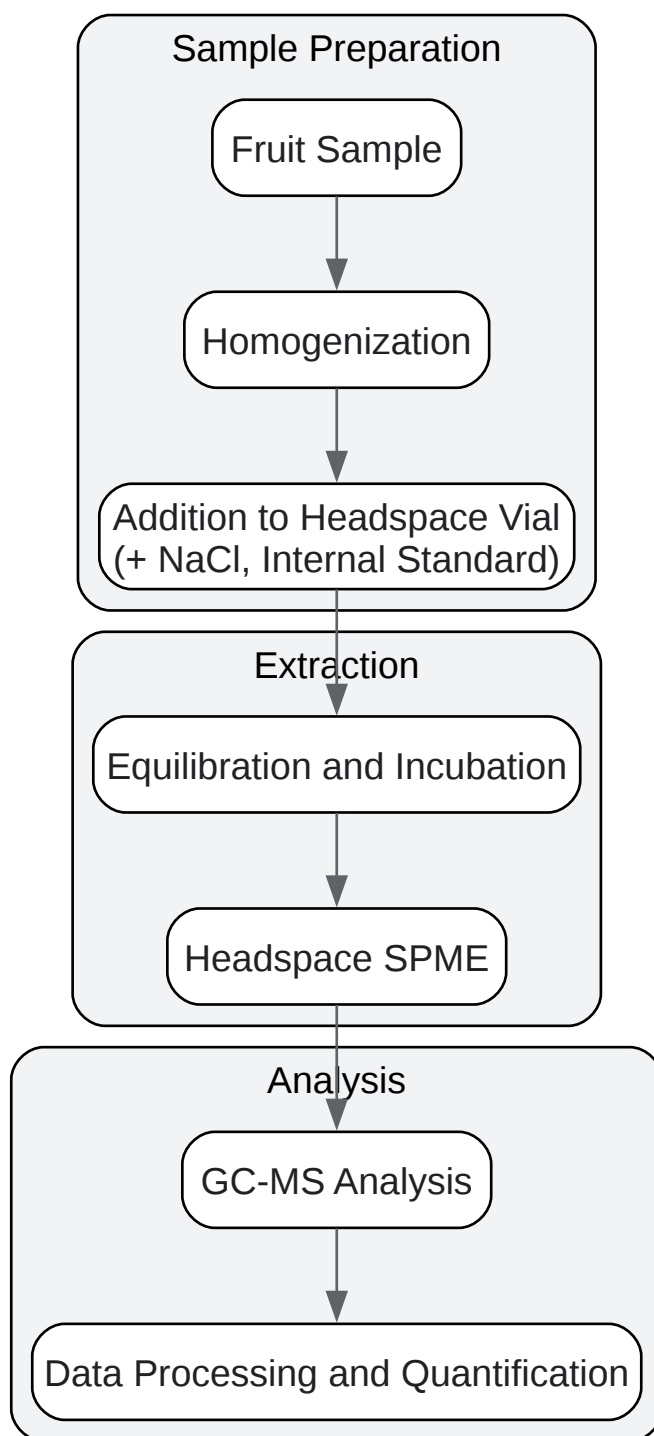 Sample Preparation
Fruit Sample
Homogenization
Addition to Headspace Vial
(+ NaCl, Internal Standard)
Extraction
Equilibration and Incubation
Headspace SPME
Analysis
GC-MS Analysis
Data Processing and Quantification